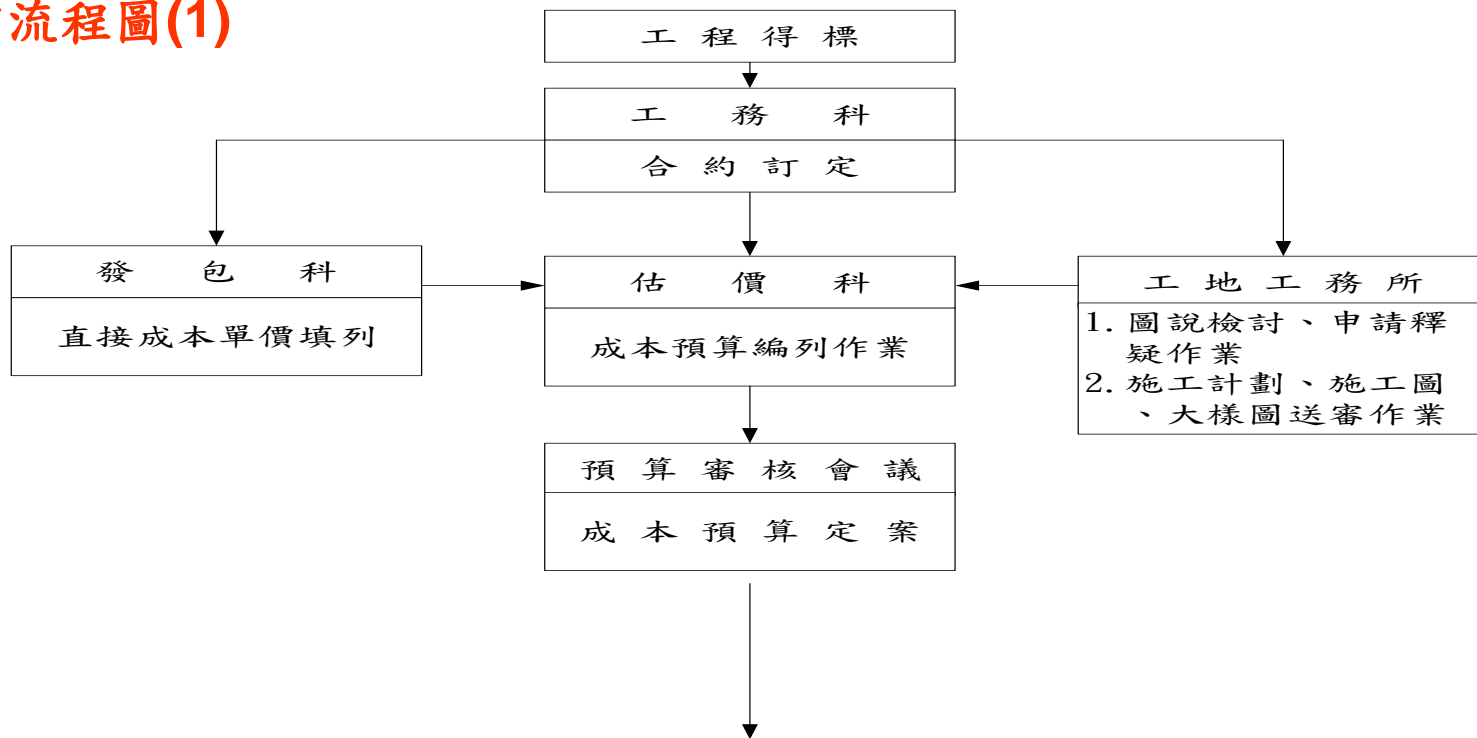 流程圖(1)
工程得標
工務科
合約訂定
發包科
直接成本單價填列
估價科
成本預算編列作業
工地工務所
1. 圖說檢討、申請釋
疑作業
2. 施工計劃、施工圖
、大樣圖送審作業
預算審核會議
成本預算定案